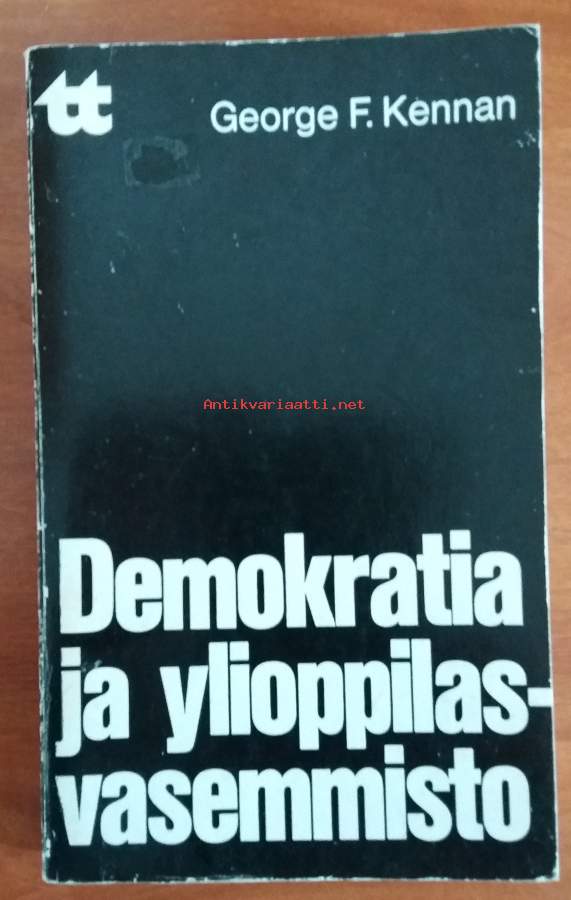 tt
George F. Kennan
Antikvariaatti.net
Demokratia
ja ylioppilas-
vasemmisto